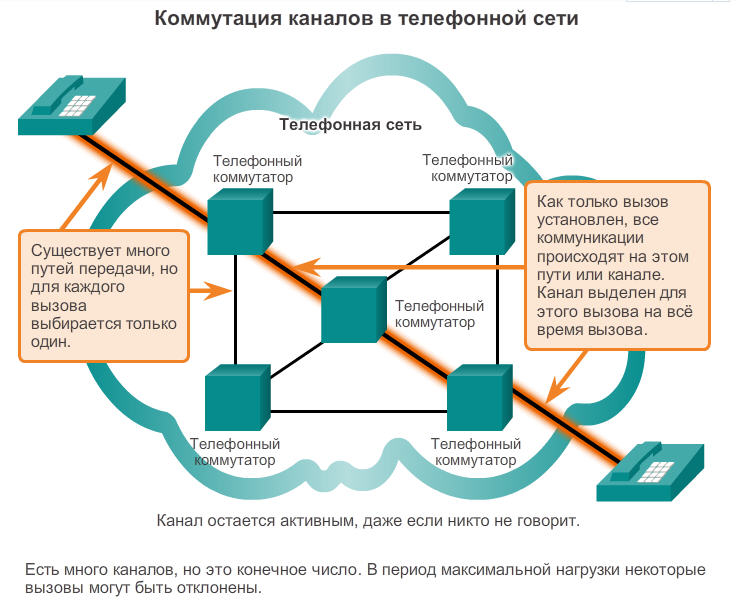 Коммутация каналов в телефонной сети
Телефонная сеть
Телефонный
коммутатор
Телефонный
коммутатор
Как только вызов
установлен, все
коммуникации
происходят на этом
пути или канале.
Канал выделен для
этого вызова на всё
время вызова.
Существует много
путей передачи, но
для каждого
вызова
выбирается только
один.
Телефонный
коммутатор
Телефонный
коммутатор
Телефонный
коммутатор
Канал остается активным, даже если никто не говорит.
Есть много каналов, но это конечное число. В период максимальной нагрузки некоторые
вызовы могут быть отклонены.